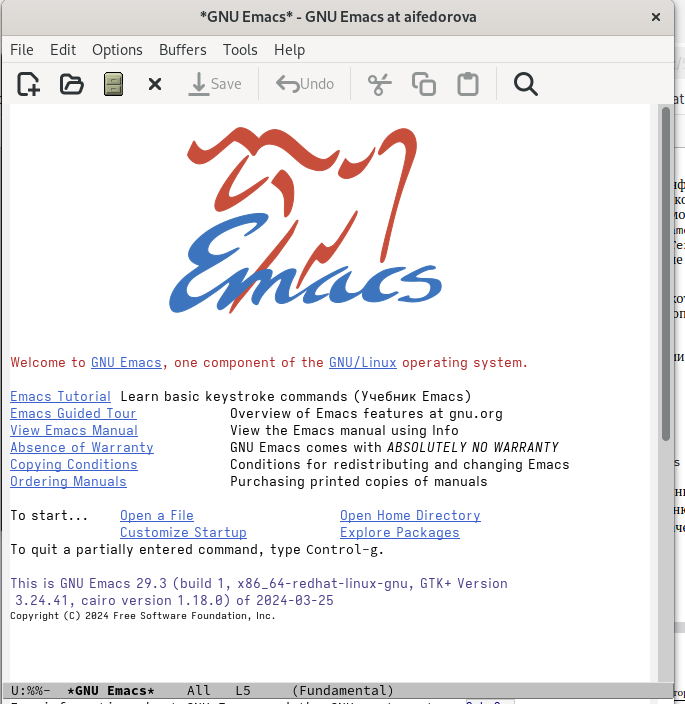 *GNU Emacs* - GNU Emacs at aifedorova
File Edit Options Buffers Tools Help
Save Undo
Emacs
Welcome to GNU Emacs, one component of the GNU/Linux operating system.
Emacs Tutorial Learn basic keystroke commands (Учебник Emacs)
Emacs Guided Tour Overview of Emacs features at gnu.org
View Emacs Manual View the Emacs manual using Info
Absence of Warranty GNU Emacs comes with ABSOLUTELY NO WARRANTY
Copying Conditions Conditions for redistributing and changing Emacs
Ordering Manuals Purchasing printed copies of manuals
To start... Open a File Open Home Directory
Customize Startup Explore Packages
To quit a partially entered command, type Control-g.
This is GNU Emacs 29.3 (build 1, x86_64-redhat-linux-gnu, GTK+ Version
3.24.41, cairo version 1.18.0) of 2024-03-25
Copyright (C) 2024 Free Software Foundation, Inc.
U:%%- *GNU Emacs* All L5 (Fundamental)